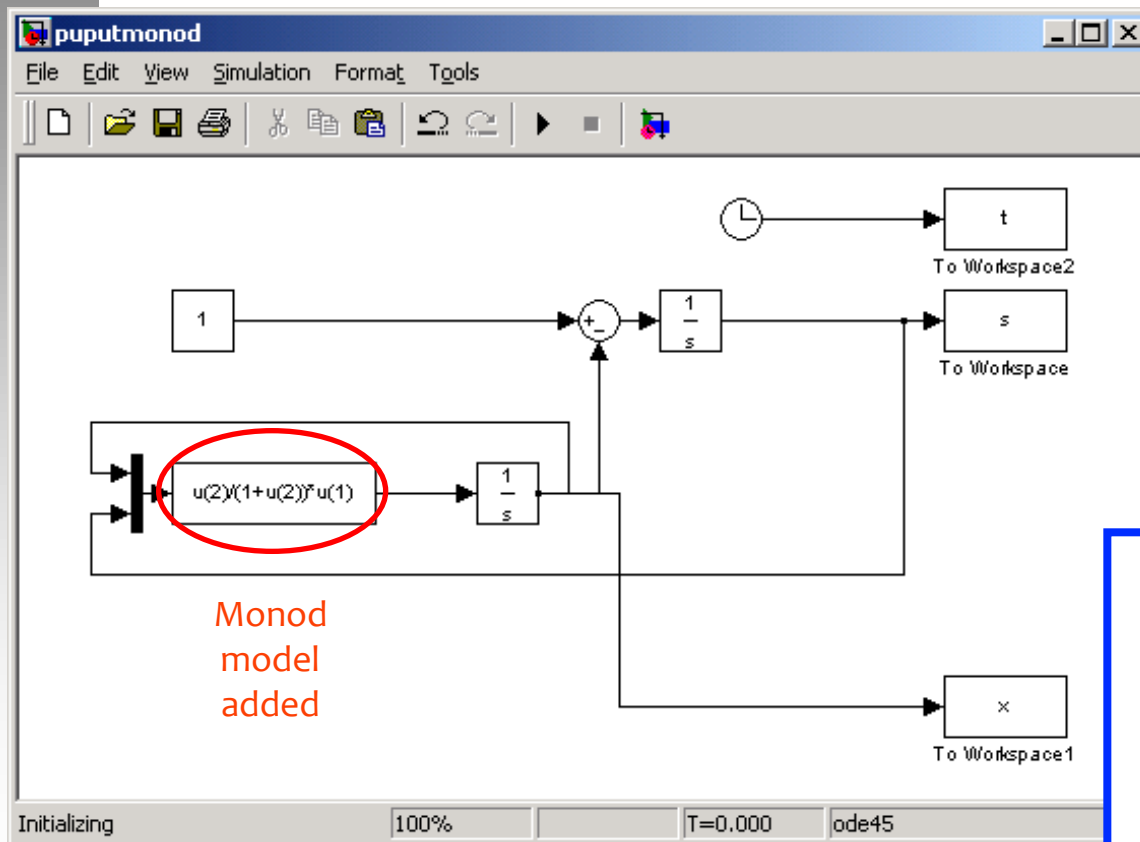 puputmonod
File Edit View Simulation Format Tools
t
To Workspace2
1
+-
1
s
s
To Workspace
u(2)/(1+u(2))*u(1)
1
s
Monod
model
added
x
To Workspace1
Initializing 100% T=0.000 ode45